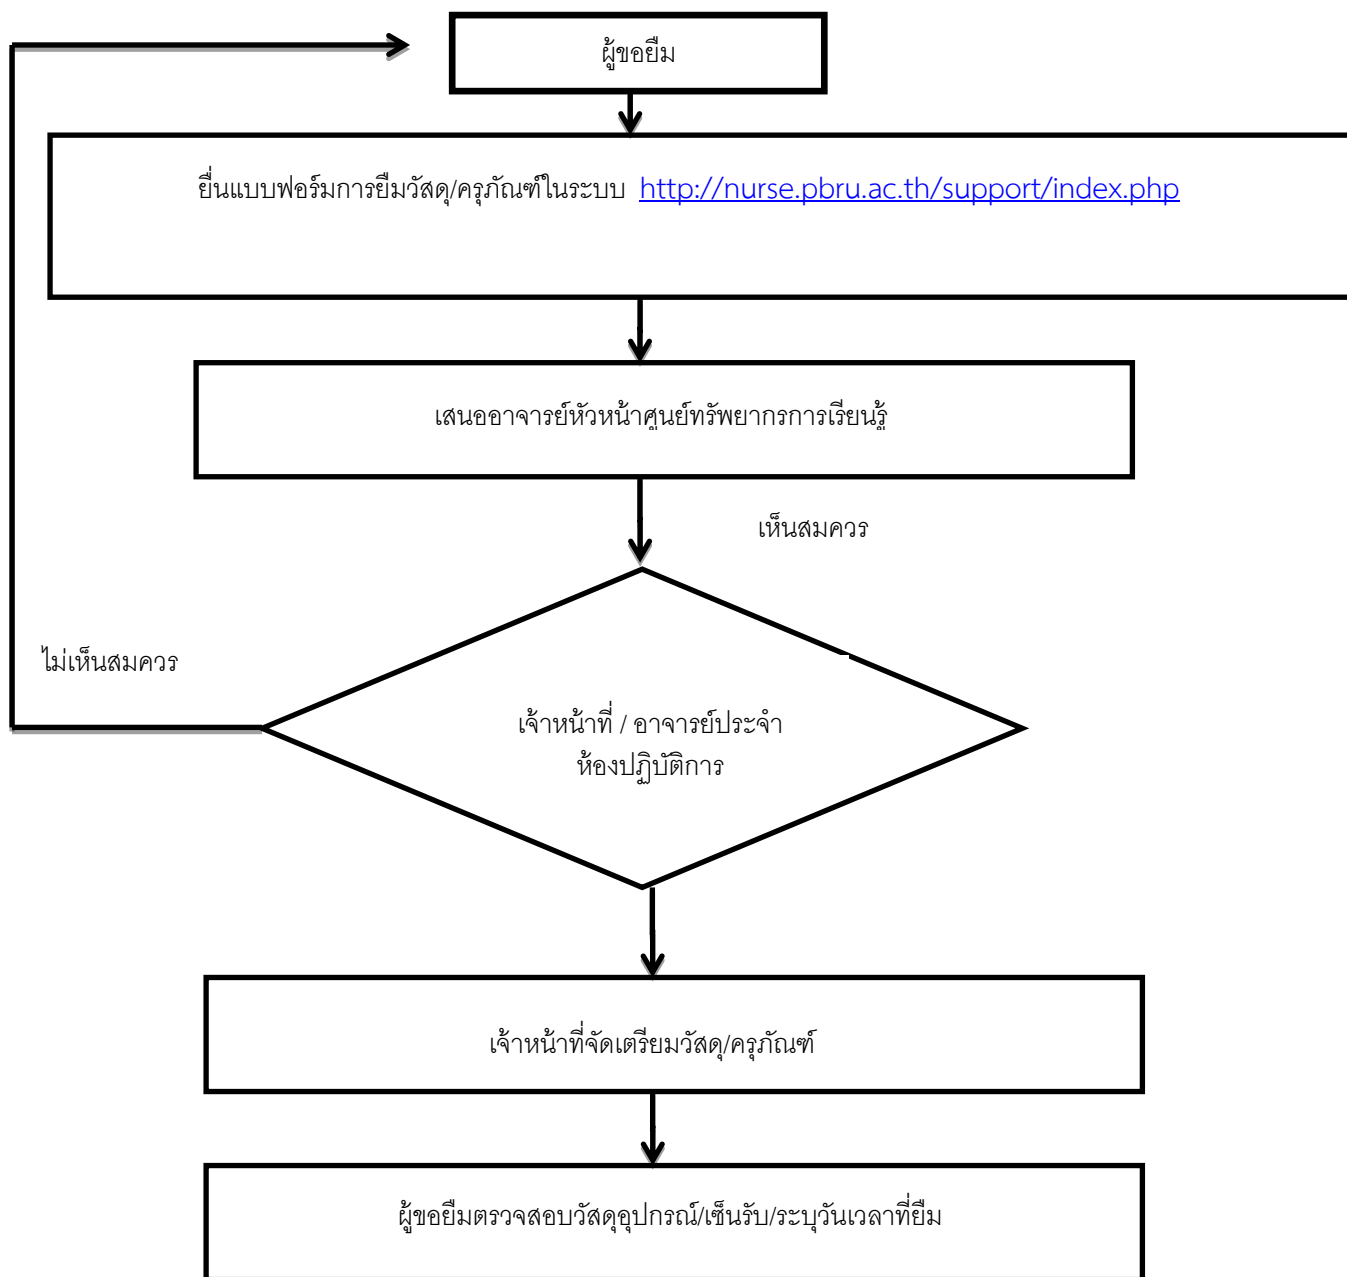 ผู้ขอยืม
ยื่นแบบฟอร์มการยืมวัสดุ/ครุภัณฑ์ในระบบ http://nurse.pbru.ac.th/support/index.php
เสนออาจารย์หัวหน้าศูนย์ทรัพยากรการเรียนรู้
เห็นสมควร
ไม่เห็นสมควร
เจ้าหน้าที่ / อาจารย์ประจำ
ห้องปฏิบัติการ
เจ้าหน้าที่จัดเตรียมวัสดุ/ครุภัณฑ์
ผู้ขอยืมตรวจสอบวัสดุอุปกรณ์/เซ็นรับ/ระบุวันเวลาที่ยืม